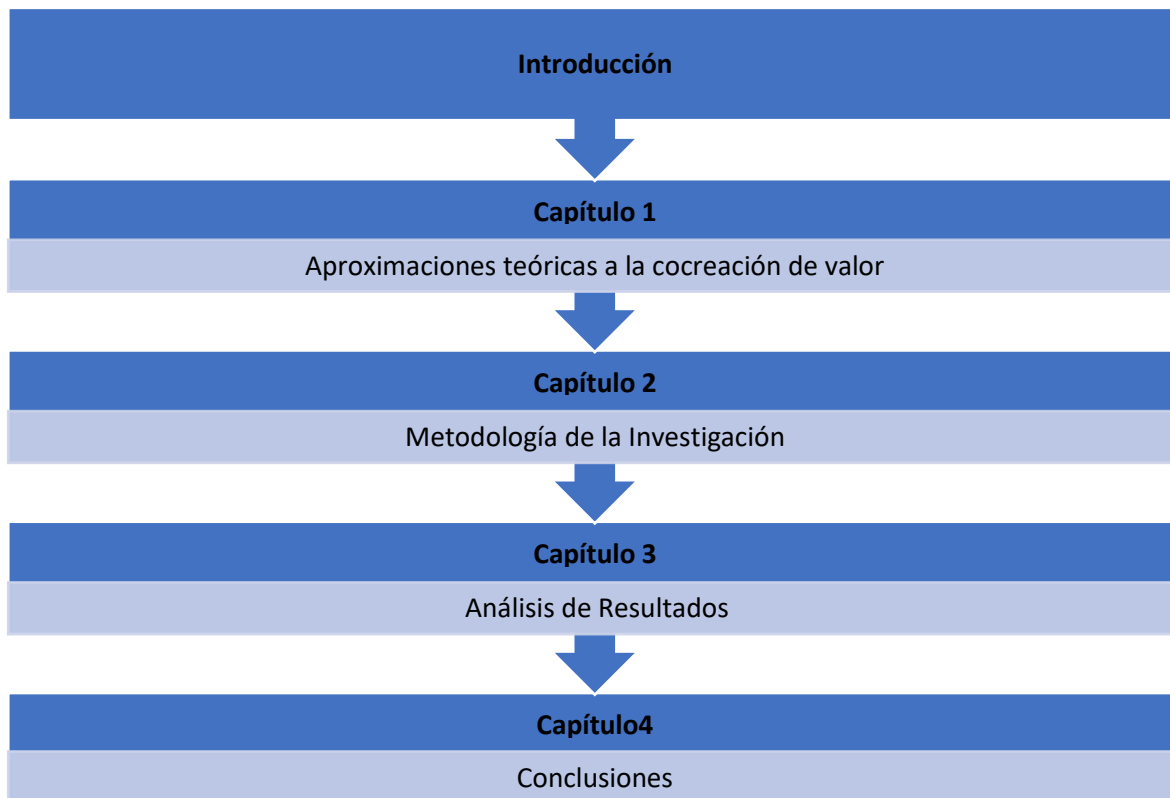 Introducción
Capítulo 1
Aproximaciones teóricas a la cocreación de valor
Capítulo 2
Metodología de la Investigación
Capítulo 3
Análisis de Resultados
Capítulo4
Conclusiones